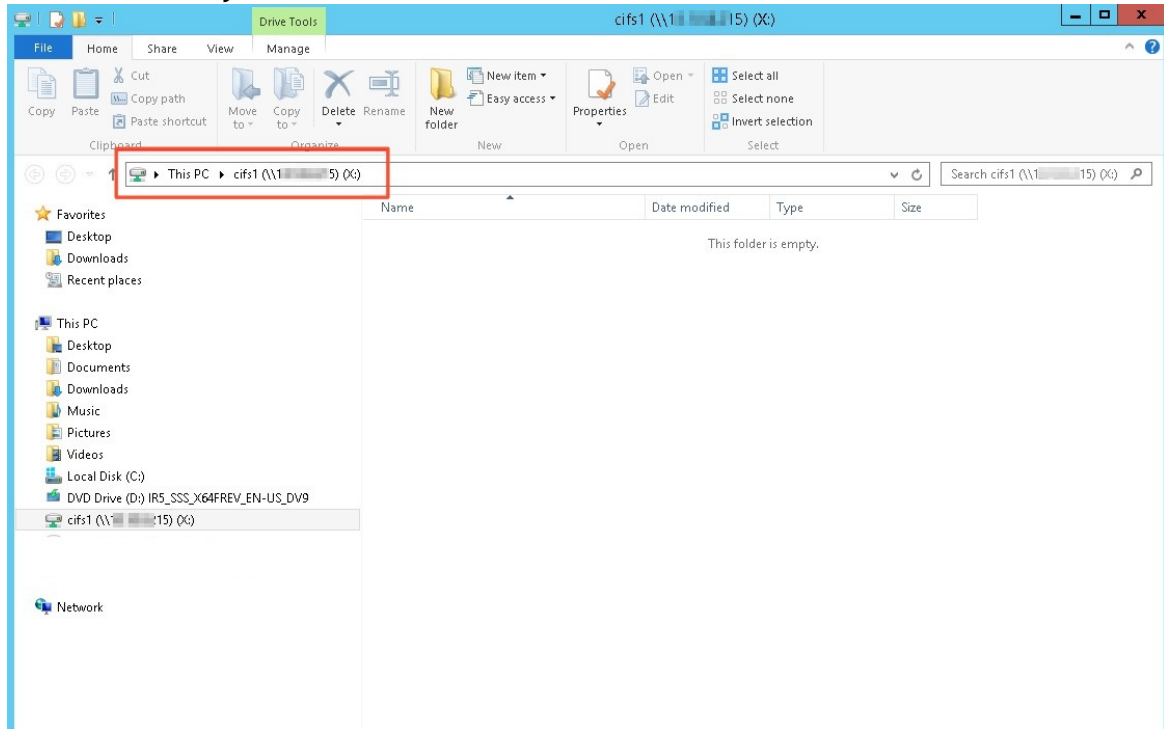 Drive Tools
cifs1 (\\1 15) (X:)
File Home Share View Manage
Copy
Paste
Cut
Copy path
Paste shortcut
Move to
Copy to
Delete
Rename
New folder
New item
Easy access
Properties
Open
Edit
Select all
Select none
Invert selection
Clipboard Organize New Open Select
This PC cifs1 (\\1 5) (X:)
Search cifs1 (\\1 15) (X:)
Name Date modified Type Size
This folder is empty.
Favorites
Desktop
Downloads
Recent places
This PC
Desktop
Documents
Downloads
Music
Pictures
Videos
Local Disk (C:)
DVD Drive (D:) IR5_SSS_X64FREV_EN-US_DV9
cifs1 (\\1 215) (X:)
Network